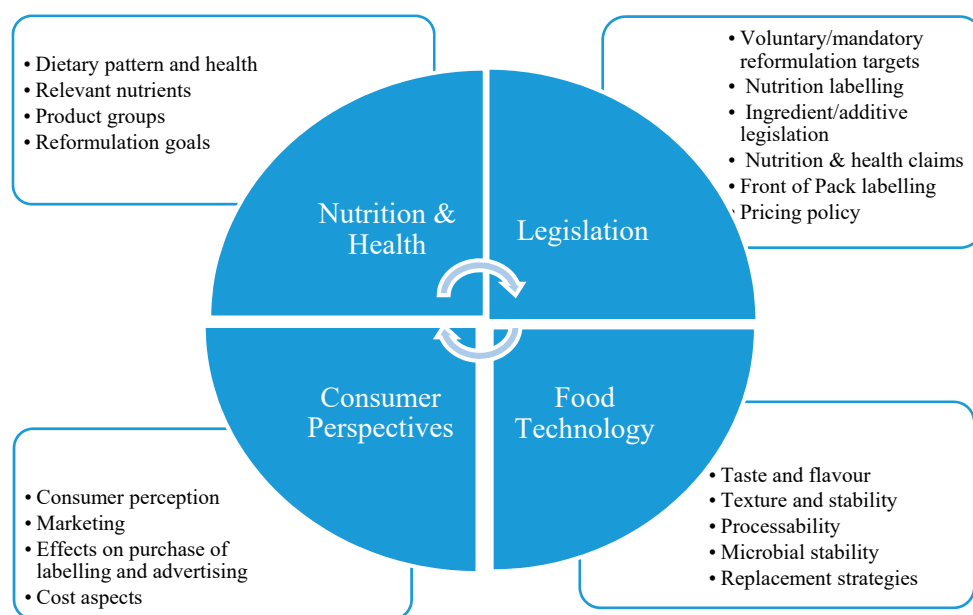 • Dietary pattern and health
• Relevant nutrients
• Product groups
• Reformulation goals
• Voluntary/mandatory
reformulation targets
• Nutrition labelling
• Ingredient/additive
legislation
• Nutrition & health claims
• Front of Pack labelling
• Pricing policy
Nutrition &
Health
Legislation
Consumer
Perspectives
Food
Technology
• Consumer perception
• Marketing
• Effects on purchase of
labelling and advertising
• Cost aspects
• Taste and flavour
• Texture and stability
• Processability
• Microbial stability
• Replacement strategies